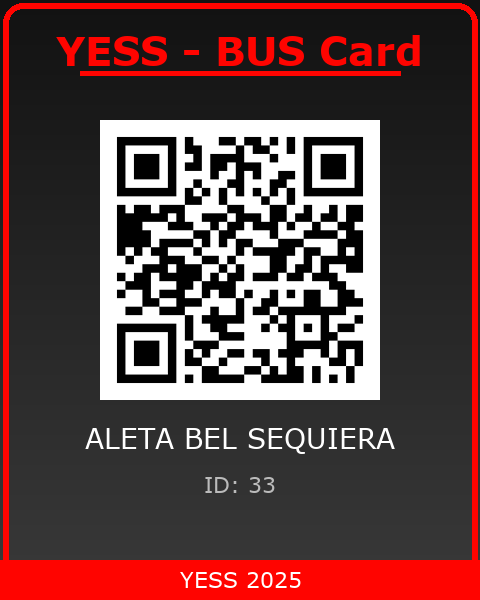 YESS - BUS Card
ALETA BEL SEQUIERA
ID: 33
YESS 2025